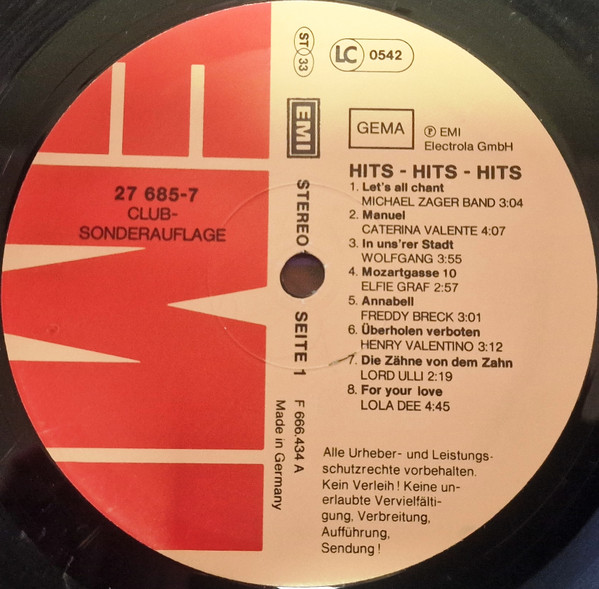 ST 33
LC 0542
EMI
GEMA
℗ EMI
Electrola GmbH
HITS - HITS - HITS
1. Let's all chant
MICHAEL ZAGER BAND 3:04
2. Manuel
CATERINA VALENTE 4:07
3. In uns'rer Stadt
WOLFGANG 3:55
4. Mozartgasse 10
ELFIE GRAF 2:57
5. Annabell
FREDDY BRECK 3:01
6. Überholen verboten
HENRY VALENTINO 3:12
7. Die Zähne von dem Zahn
LORD ULLI 2:19
8. For your love
LOLA DEE 4:45
27 685-7
CLUB-
SONDERAUFLAGE
STEREO
SEITE 1
F 666.434 A
Made in Germany
Alle Urheber- und Leistungs-
schutzrechte vorbehalten.
Kein Verleih! Keine un-
erlaubte Vervielfälti-
gung, Verbreitung,
Aufführung,
Sendung!